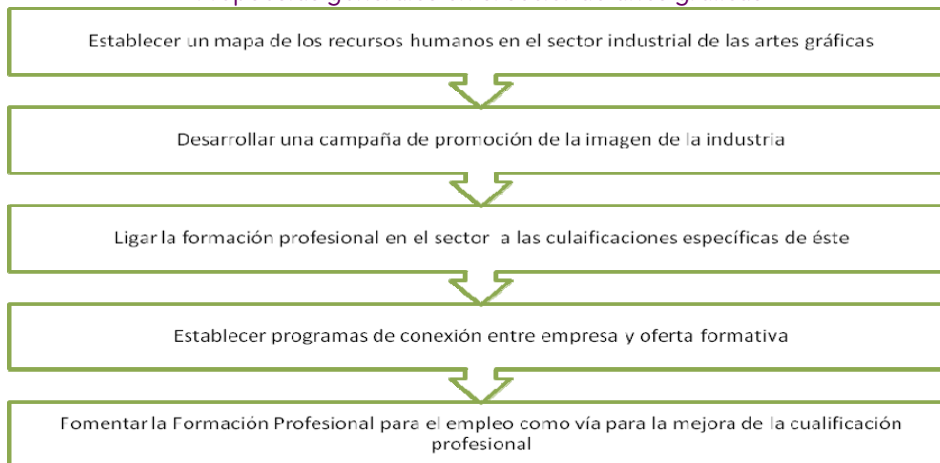 Establecer un mapa de los recursos humanos en el sector industrial de las artes gráficas
Desarrollar una campaña de promoción de la imagen de la industria
Ligar la formación profesional en el sector a las culaificaciones específicas de éste
Establecer programas de conexión entre empresa y oferta formativa
Fomentar la Formación Profesional para el empleo como vía para la mejora de la cualificación
profesional